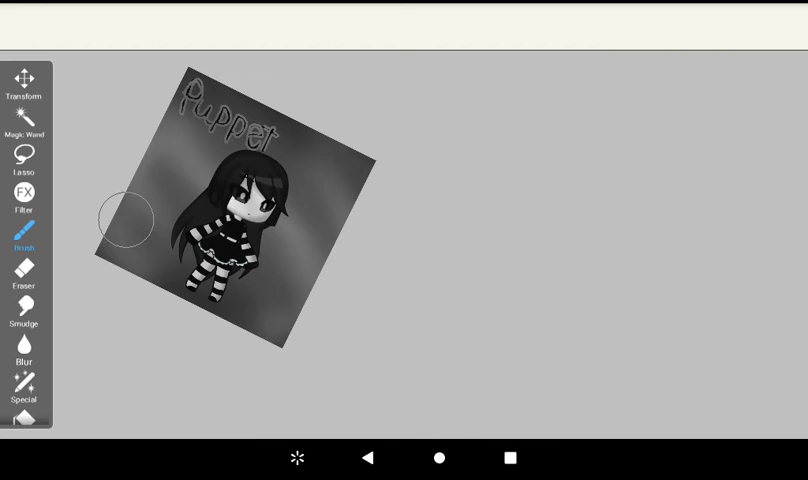 Transform
Magic Wand
Lasso
FX
Filter
Brush
Eraser
Smudge
Blur
Special
Puppet